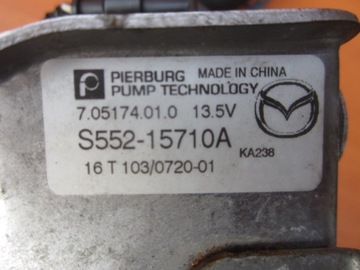 PIERBURG MADE IN CHINA
PUMP TECHNOLOGY
7.05174.01.0 13.5V
S552-15710A
KA238
16 T 103/0720-01